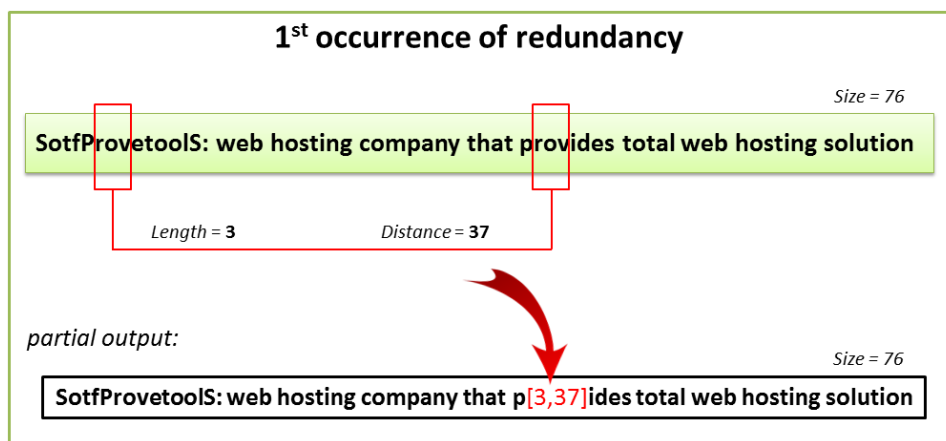 1st occurrence of redundancy
Size = 76
SotfProvetoolS: web hosting company that provides total web hosting solution
Length = 3 Distance = 37
partial output:
Size = 76
SotfProvetoolS: web hosting company that p[3,37]ides total web hosting solution